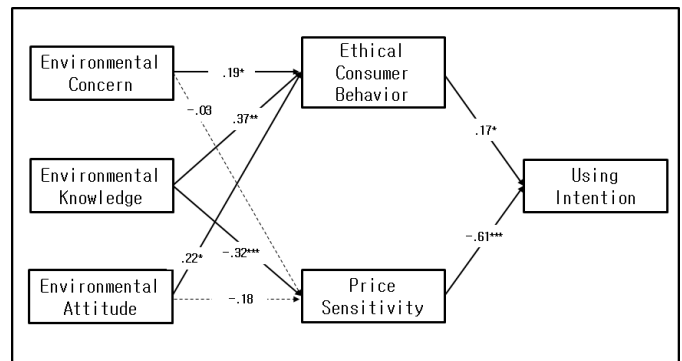 Environmental
Concern
Environmental
Knowledge
Environmental
Attitude
.19*
-.03
.37**
-.32***
.22*
-.18
Ethical
Consumer
Behavior
Price
Sensitivity
.17*
-.61***
Using
Intention